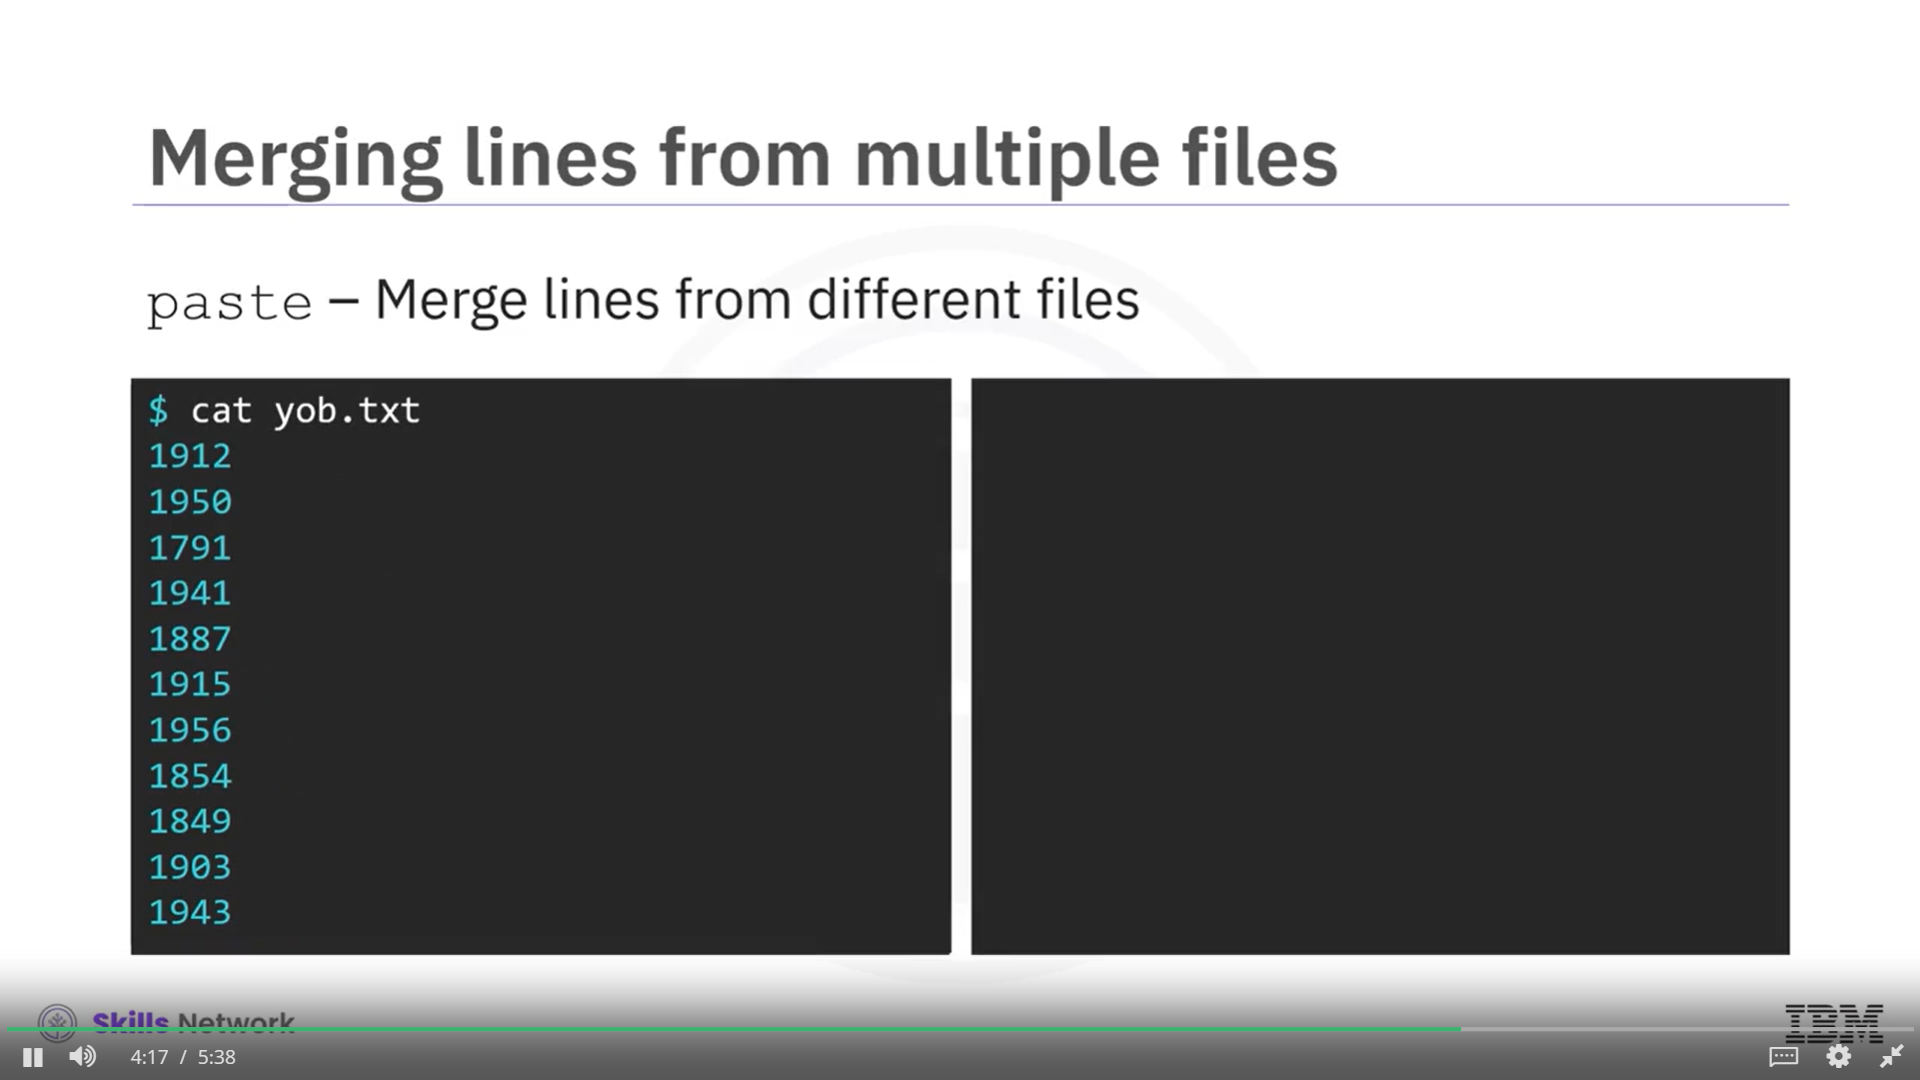 Merging lines from multiple files
paste – Merge lines from different files
$ cat yob.txt
1912
1950
1791
1941
1887
1915
1956
1854
1849
1903
1943
Skills Network
IBM
4:17 / 5:38